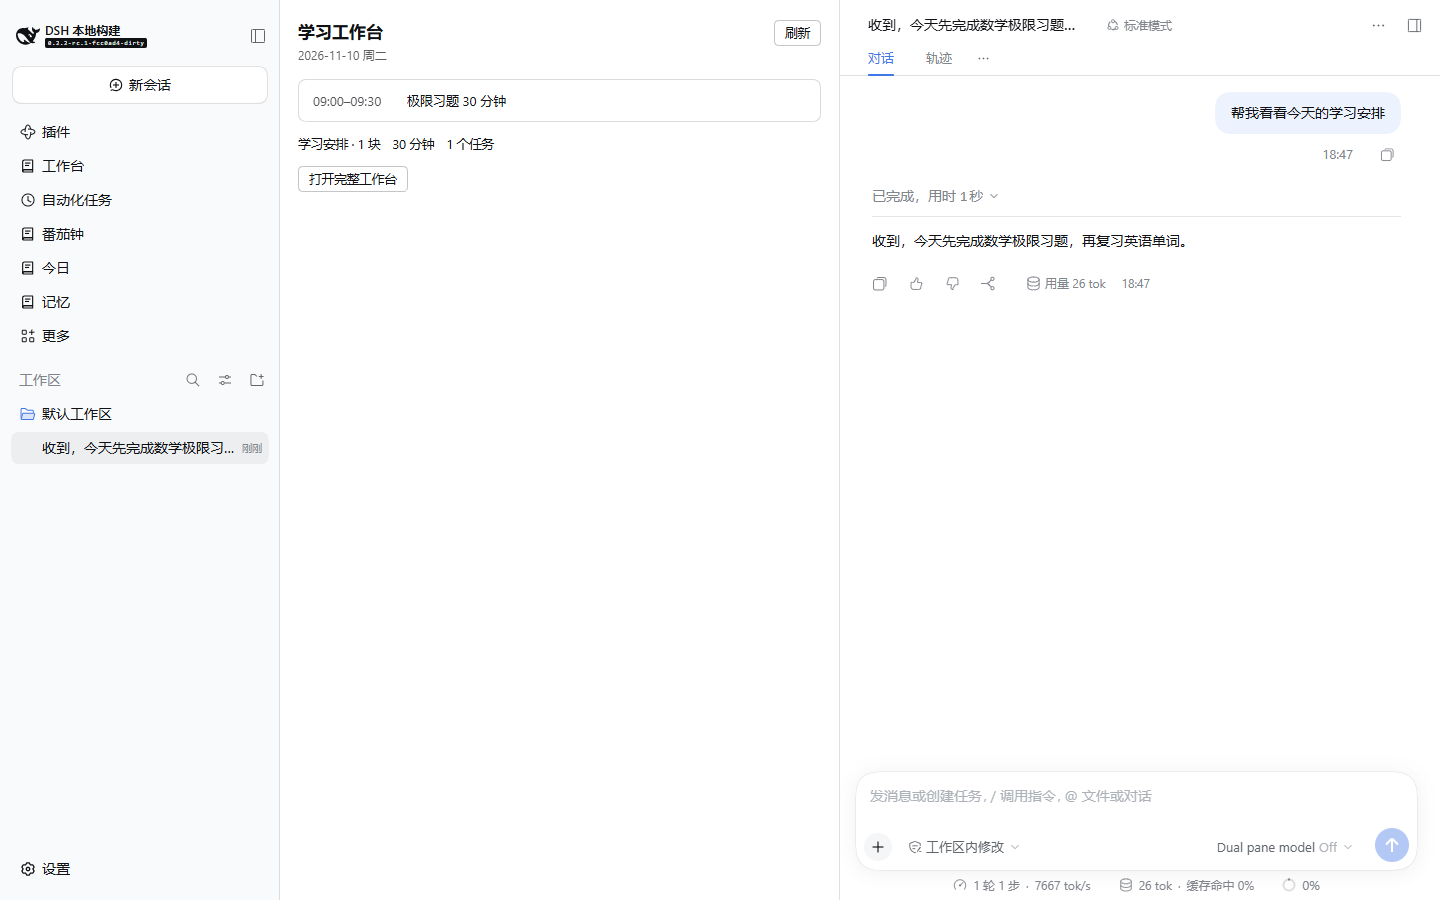 DSH 本地构建
0.3.2-rc.1-fcc0ad4-dirty
新会话
插件
工作台
自动化任务
番茄钟
今日
记忆
更多
工作区
默认工作区
收到，今天先完成数学极限习... 刚刚
设置
学习工作台
刷新
2026-11-10 周二
09:00–09:30 极限习题 30 分钟
学习安排 · 1 块 30 分钟 1 个任务
打开完整工作台
收到，今天先完成数学极限习题... 标准模式
对话 轨迹
帮我看看今天的学习安排
18:47
已完成，用时 1 秒
收到，今天先完成数学极限习题，再复习英语单词。
用量 26 tok 18:47
发消息或创建任务, / 调用指令, @ 文件或对话
工作区内修改 Dual pane model Off
1 轮 1 步 · 7667 tok/s 26 tok · 缓存命中 0% 0%